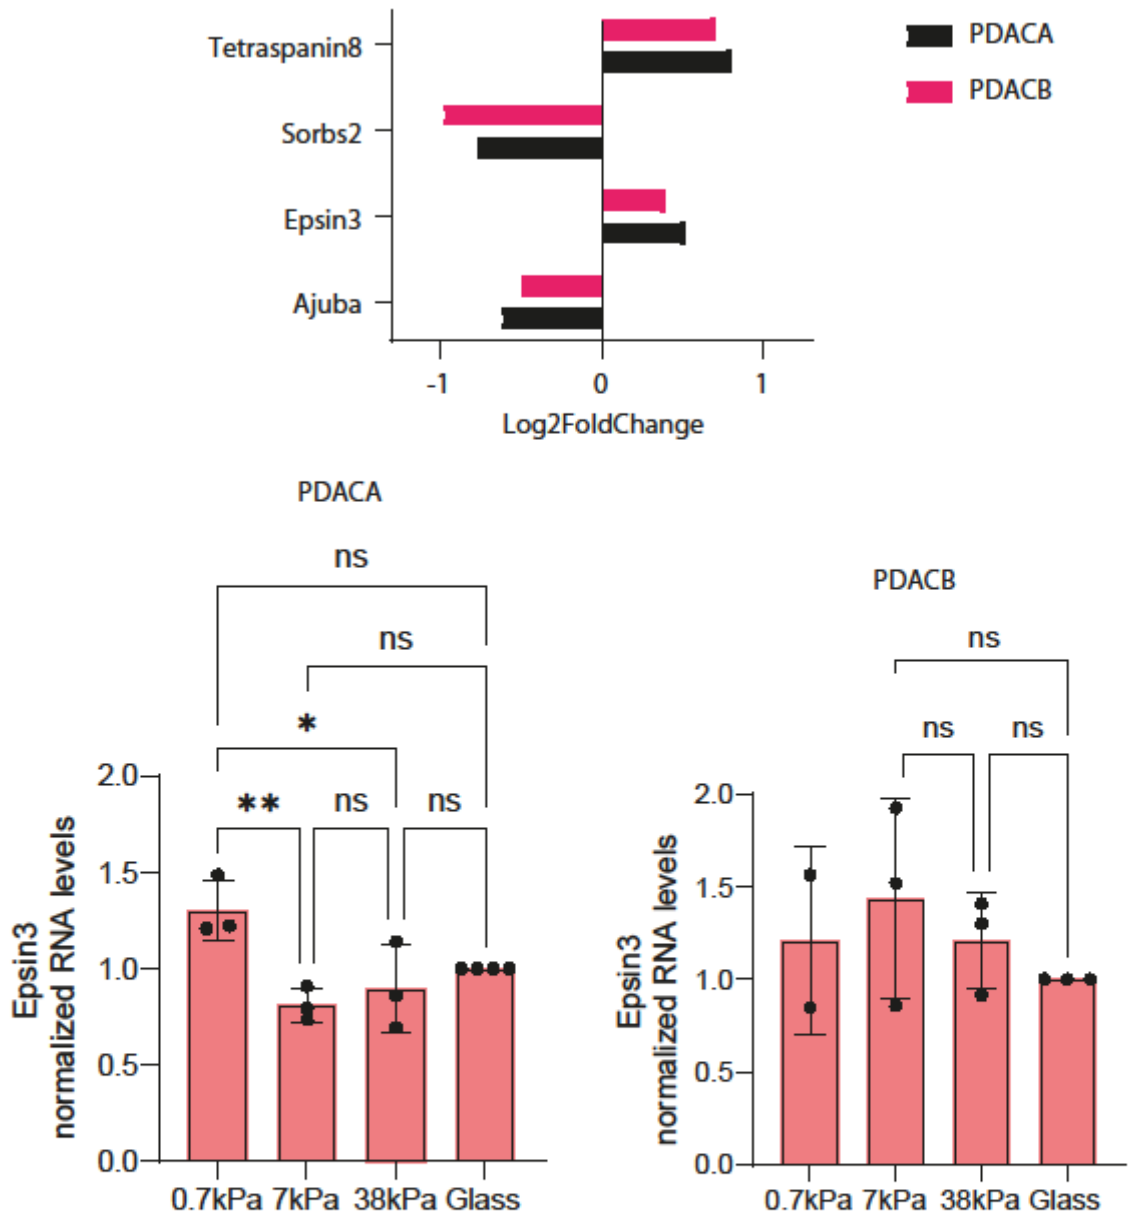 Tetraspanin8
Sorbs2
Epsin3
Ajuba
-1 0 1
Log2FoldChange
PDACA
PDACB
PDACA
ns
ns
*
** ns ns
2.0
1.5
1.0
0.5
0.0
Epsin3
normalized RNA levels
0.7kPa 7kPa 38kPa Glass
PDACB
ns
ns ns
2.0
1.5
1.0
0.5
0.0
Epsin3
normalized RNA levels
0.7kPa 7kPa 38kPa Glass